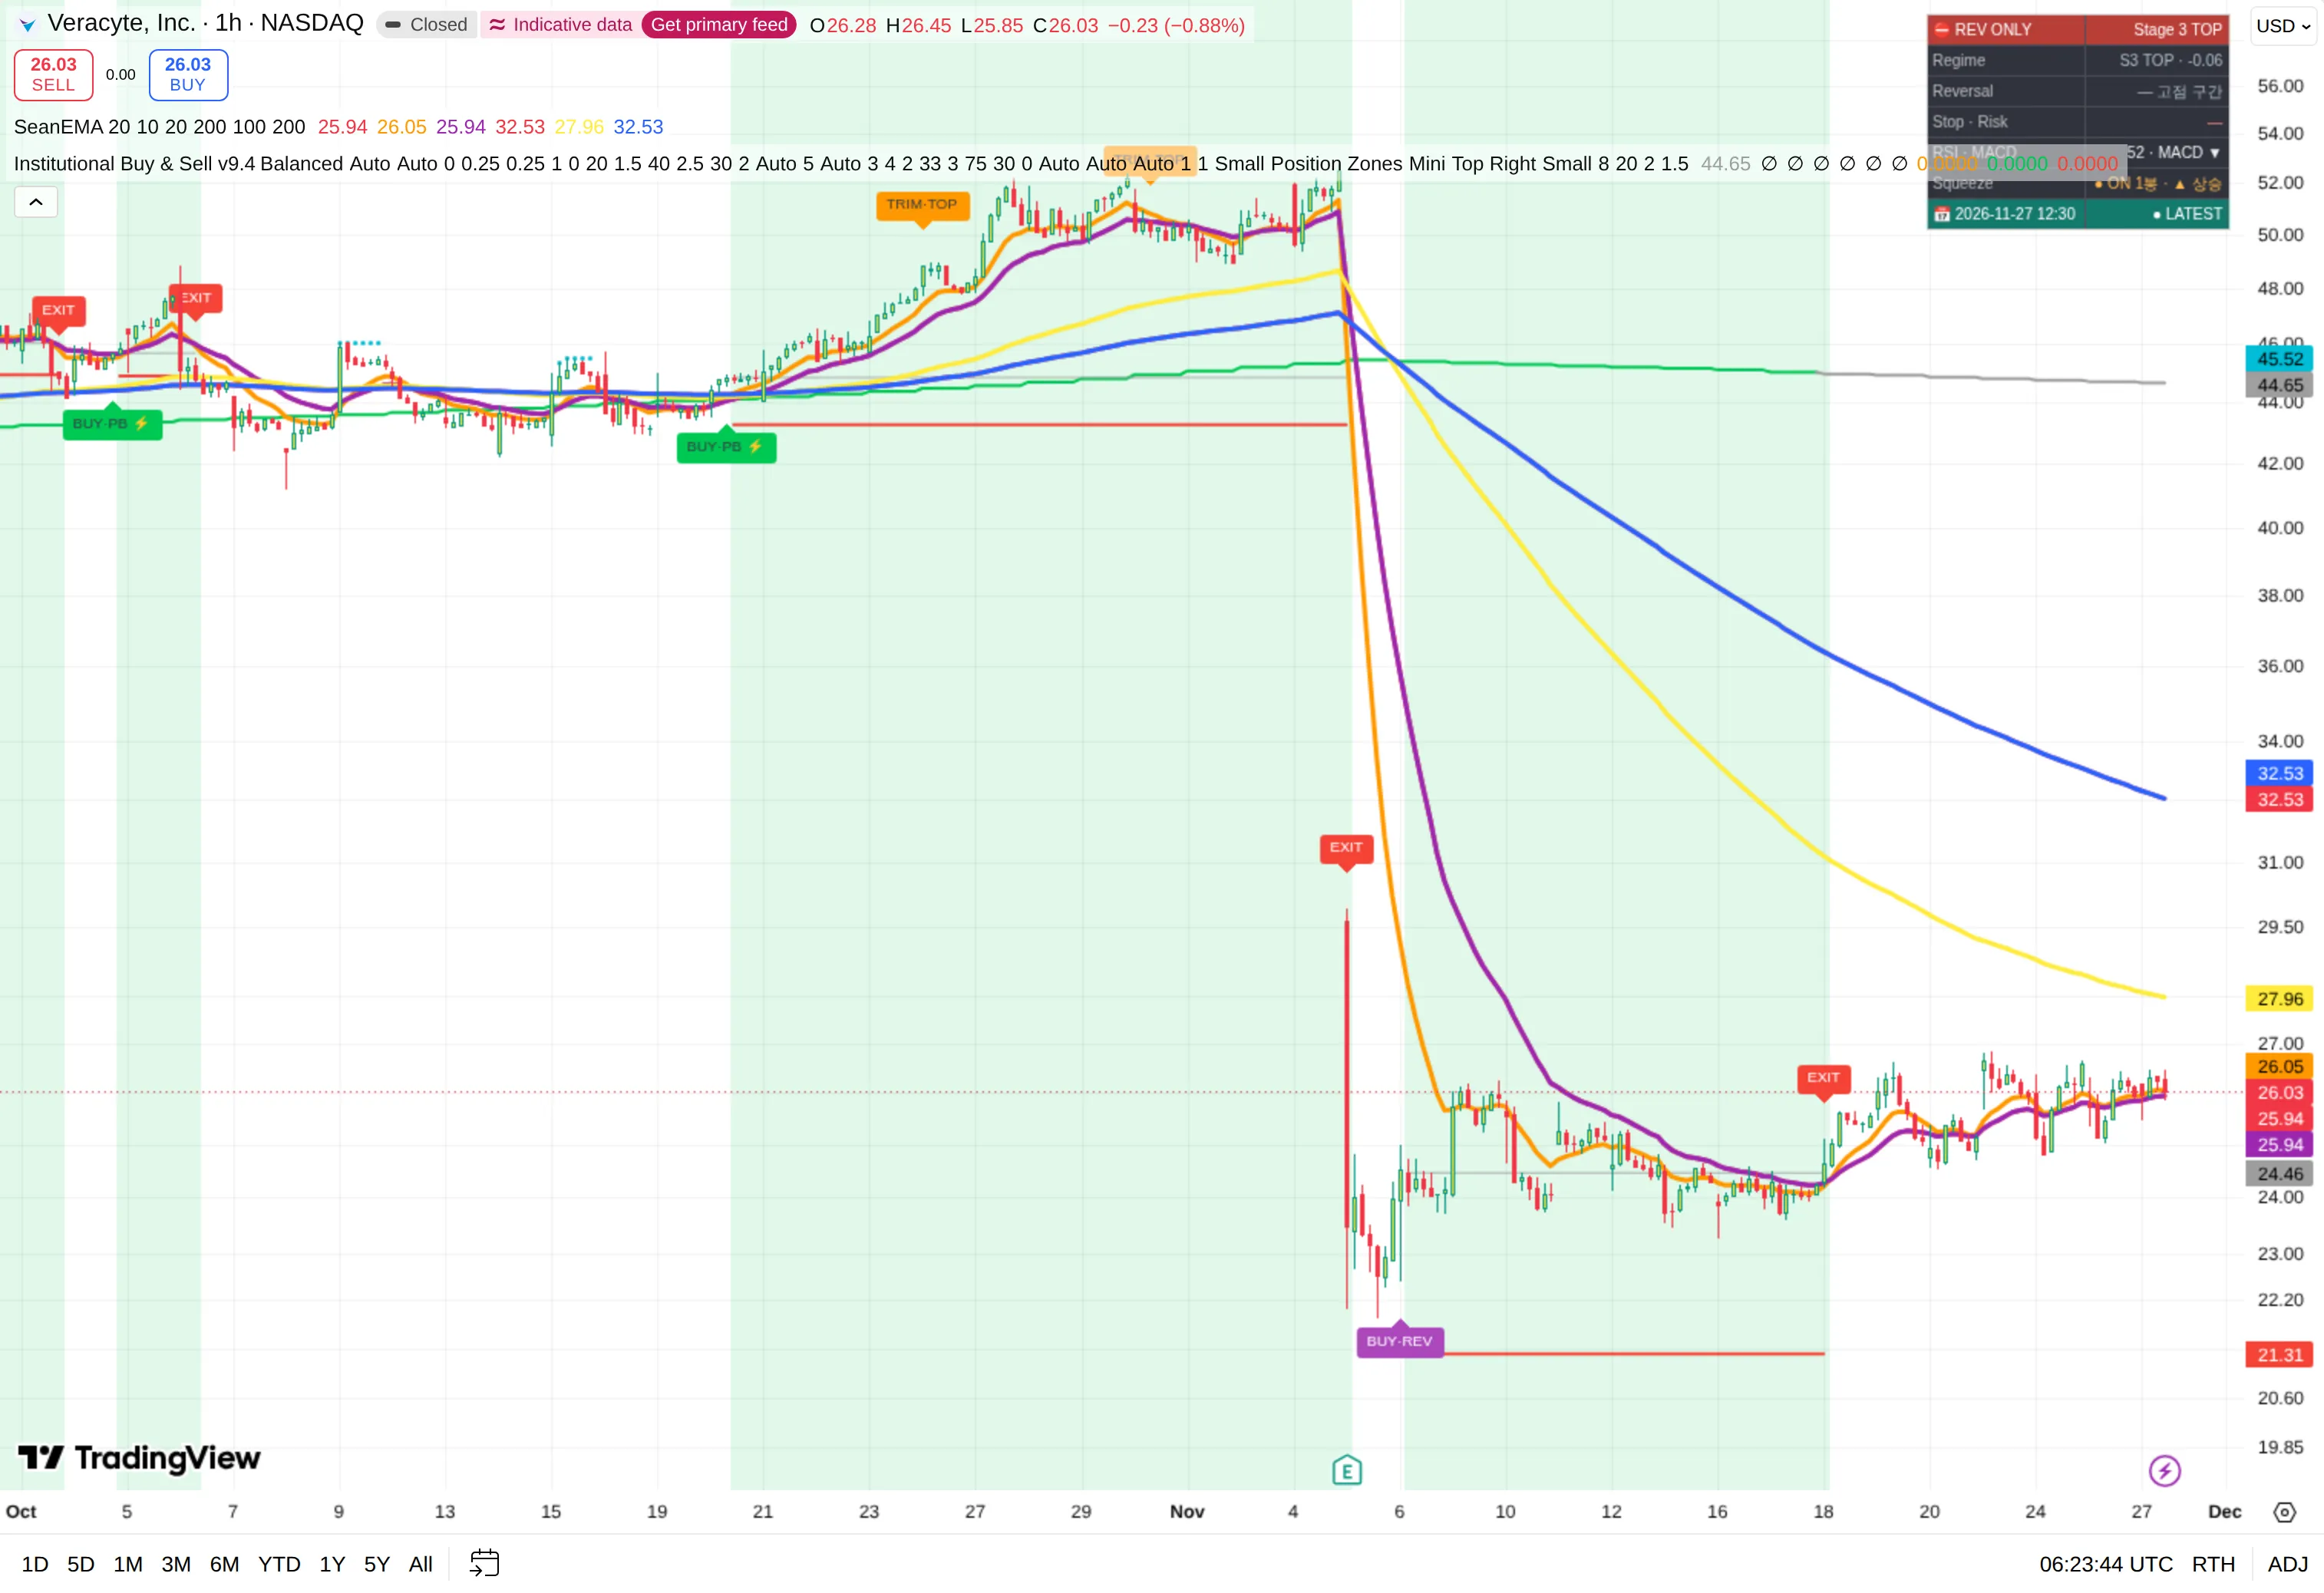 Veracyte, Inc. · 1h · NASDAQ Closed ≈ Indicative data Get primary feed O26.28 H26.45 L25.85 C26.03 −0.23 (−0.88%)
26.03 SELL 0.00 26.03 BUY
SeanEMA 20 10 20 200 100 200 25.94 26.05 25.94 32.53 27.96 32.53
Institutional Buy & Sell v9.4 Balanced Auto Auto 0 0.25 0.25 1 0 20 1.5 40 2.5 30 2 Auto 5 Auto 3 4 2 33 3 75 30 0 Auto Auto Auto 1 1 Small Position Zones Mini Top Right Small 8 20 2 1.5 44.65 ∅ ∅ ∅ ∅ ∅ ∅ 0.0000 0.0000 0.0000
⛔ REV ONLY Stage 3 TOP
Regime S3 TOP · -0.06
Reversal — 고점 구간
Stop · Risk —
RSI · MACD 52 · MACD ▼
Squeeze ● ON 1봉 · ▲ 상승
📅 2026-11-27 12:30 ● LATEST
USD
56.00
54.00
52.00
50.00
48.00
46.00
45.52
44.65
44.00
42.00
40.00
38.00
36.00
34.00
32.53
32.53
31.00
29.50
27.96
27.00
26.05
26.03
25.94
25.94
24.46
24.00
23.00
22.20
21.31
20.60
19.85
EXIT
EXIT
BUY-PB ⚡
BUY-PB ⚡
TRIM-TOP
EXIT
BUY-REV
EXIT
E
TradingView
Oct 5 7 9 13 15 19 21 23 27 29 Nov 4 6 10 12 16 18 20 24 27 Dec
1D 5D 1M 3M 6M YTD 1Y 5Y All 06:23:44 UTC RTH ADJ